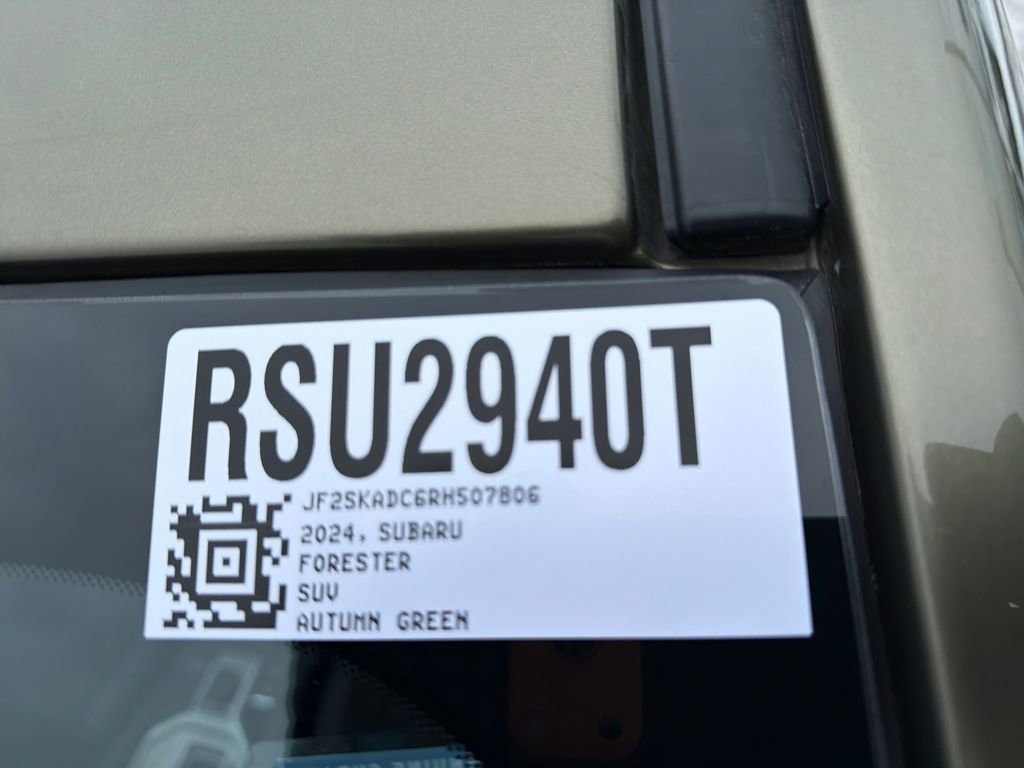 RSU2940T
JF2SKADC6RH507806
2024, SUBARU
FORESTER
SUV
AUTUMN GREEN